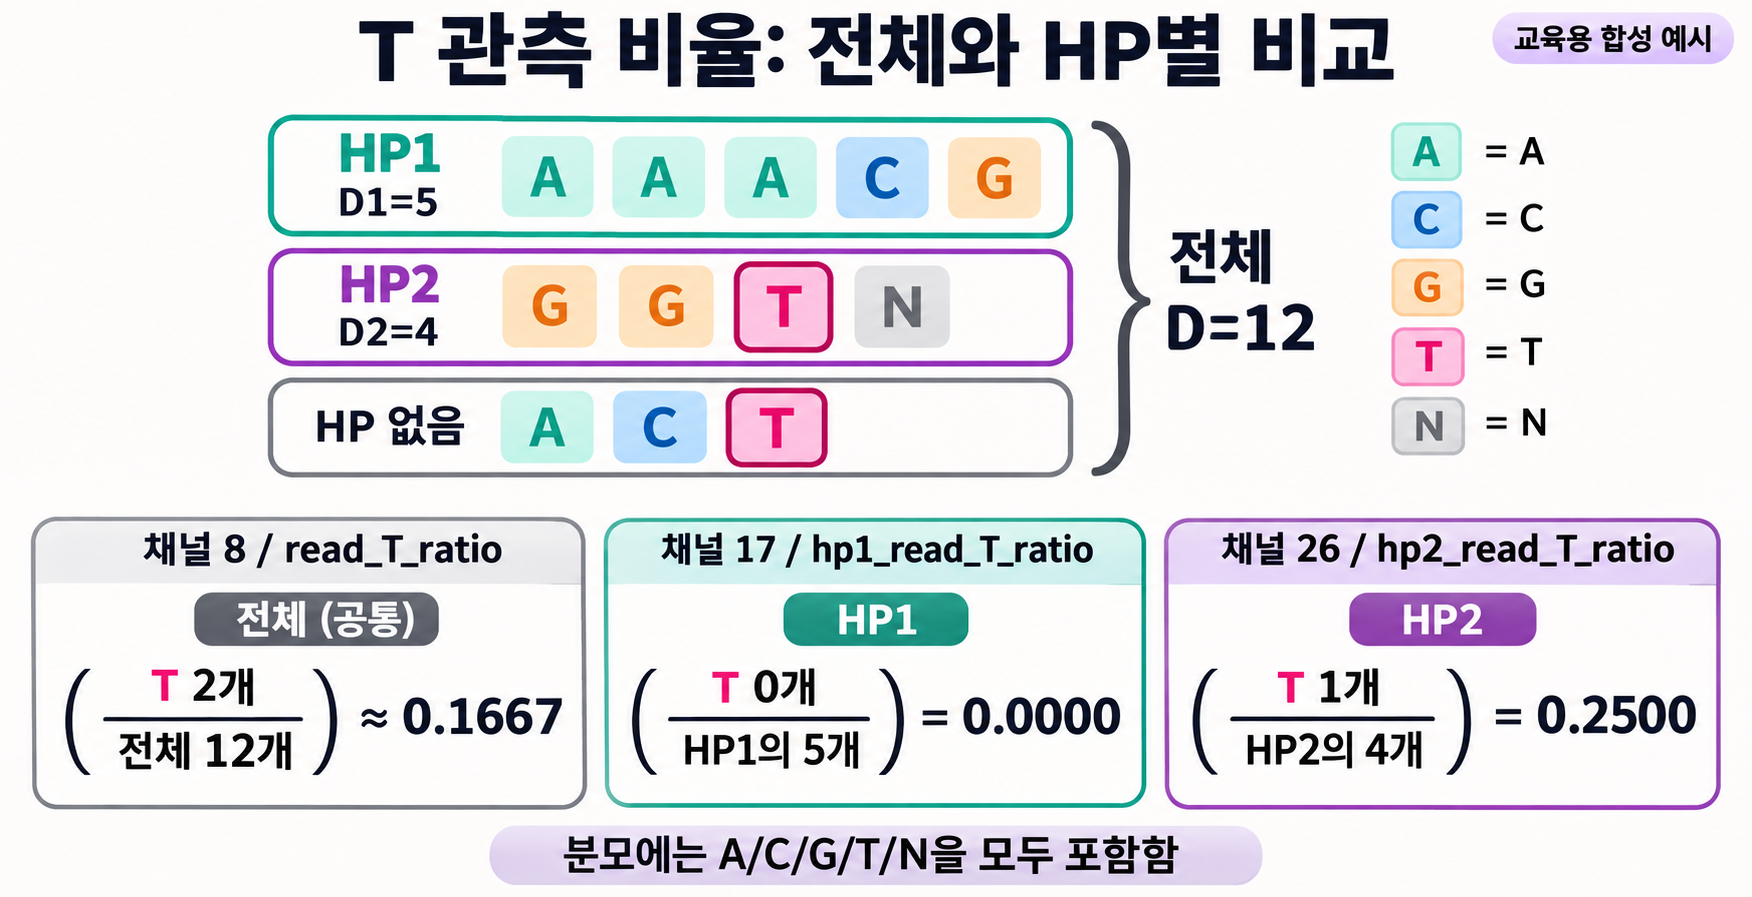 T 관측 비율: 전체와 HP별 비교
교육용 합성 예시
HP1
D1=5
A A A C G
HP2
D2=4
G G T N
HP 없음
A C T
전체
D=12
A = A
C = C
G = G
T = T
N = N
채널 8 / read_T_ratio
전체 (공통)
( T 2개
전체 12개 ) ≈ 0.1667
채널 17 / hp1_read_T_ratio
HP1
( T 0개
HP1의 5개 ) = 0.0000
채널 26 / hp2_read_T_ratio
HP2
( T 1개
HP2의 4개 ) = 0.2500
분모에는 A/C/G/T/N을 모두 포함함